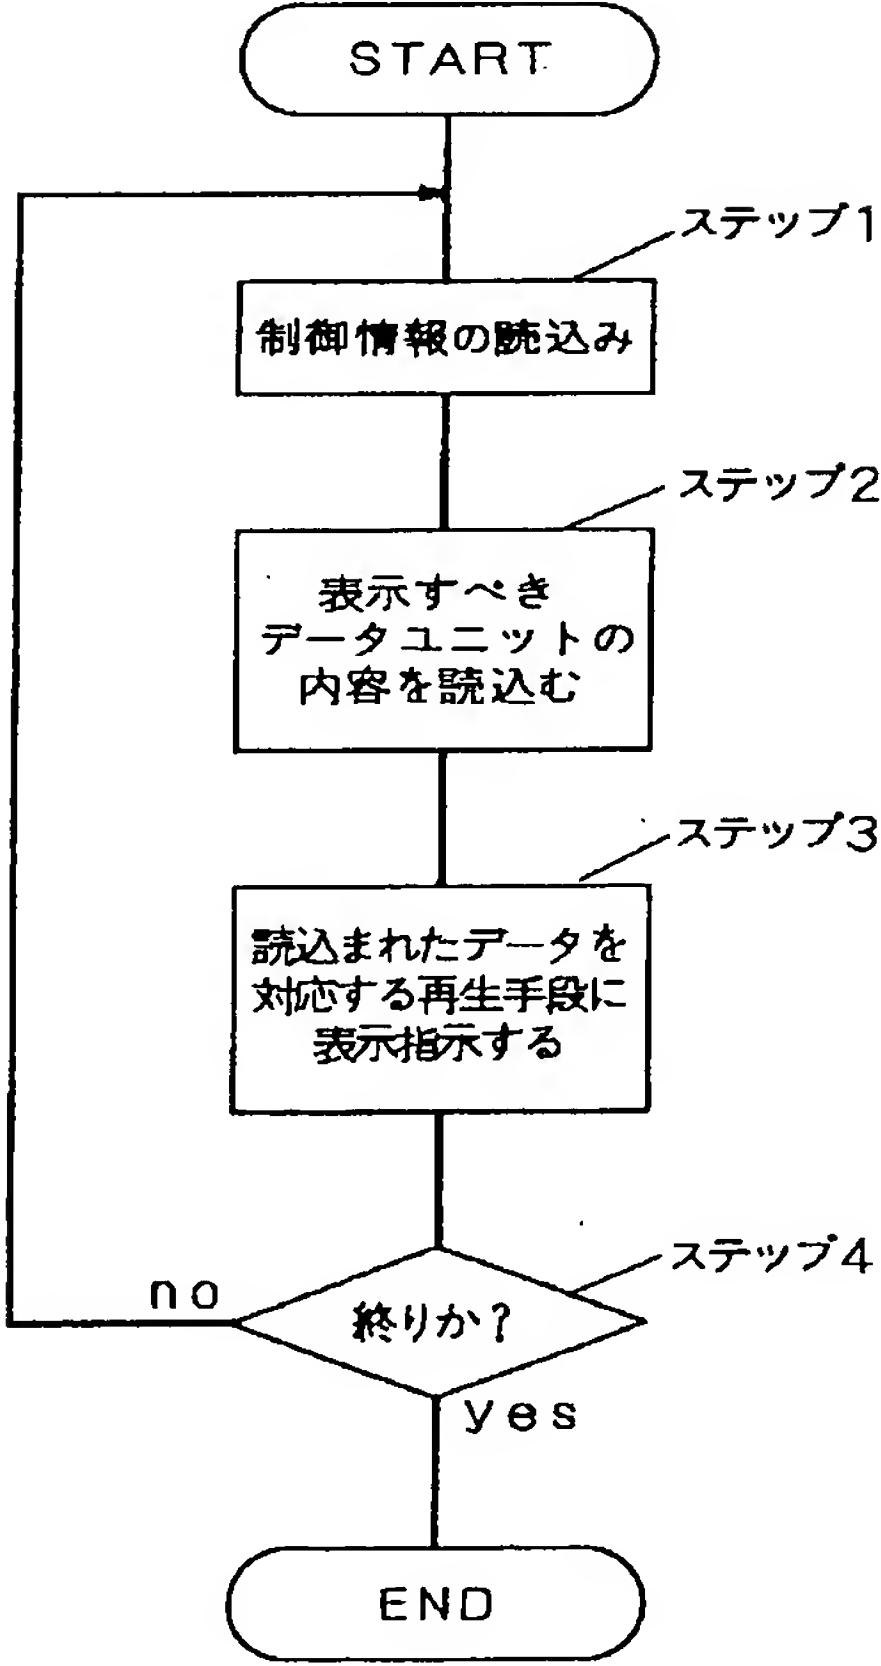 START
ステップ1
制御情報の読込み
ステップ2
表示すべき
データユニットの
内容を読込む
ステップ3
読込まれたデータを
対応する再生手段に
表示指示する
ステップ4
no
終りか?
yes
END